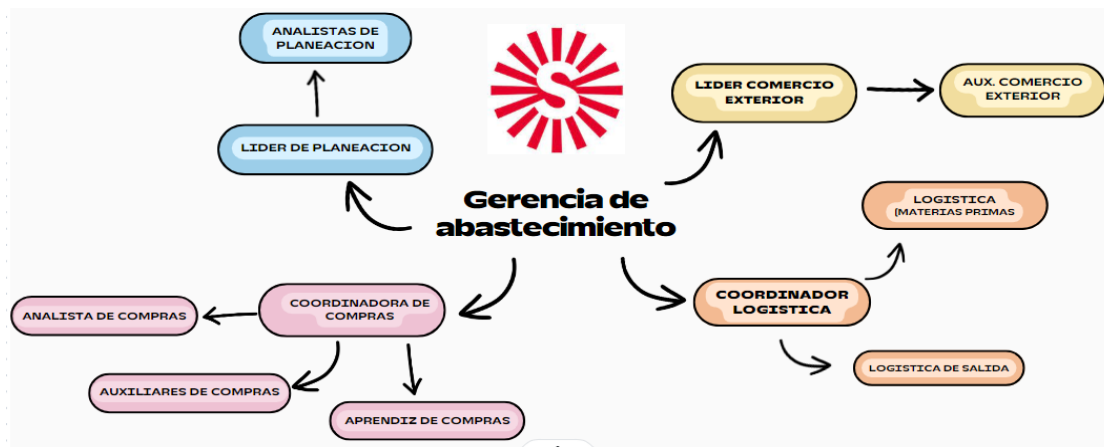 ANALISTAS DE
PLANEACION
LIDER DE PLANEACION
S
LIDER COMERCIO
EXTERIOR
AUX. COMERCIO
EXTERIOR
Gerencia de
abastecimiento
LOGISTICA
(MATERIAS PRIMAS
COORDINADORA DE
COMPRAS
ANALISTA DE COMPRAS
AUXILIARES DE COMPRAS
APRENDIZ DE COMPRAS
COORDINADOR
LOGISTICA
LOGISTICA DE SALIDA